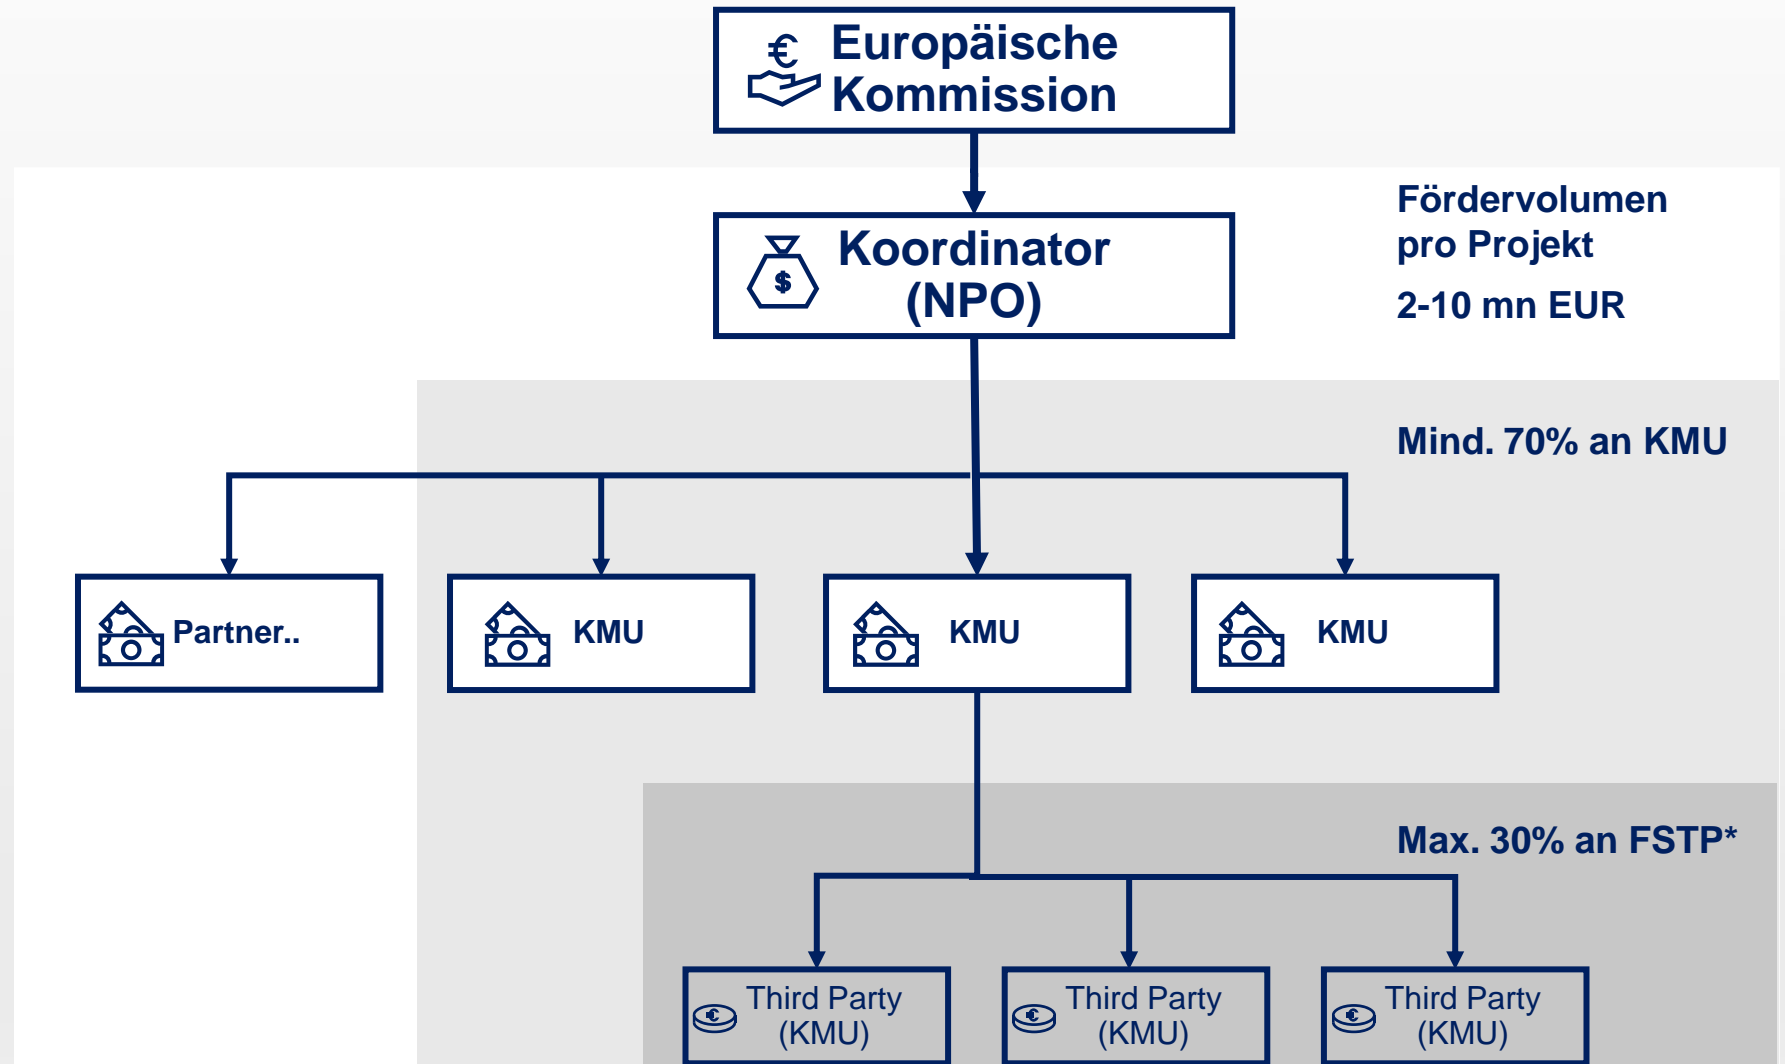 Europäische
Kommission
Fördervolumen
pro Projekt
2-10 mn EUR
Koordinator
(NPO)
$
Mind. 70% an KMU
Partner..
KMU
KMU
KMU
Max. 30% an FSTP*
Third Party
(KMU)
Third Party
(KMU)
Third Party
(KMU)